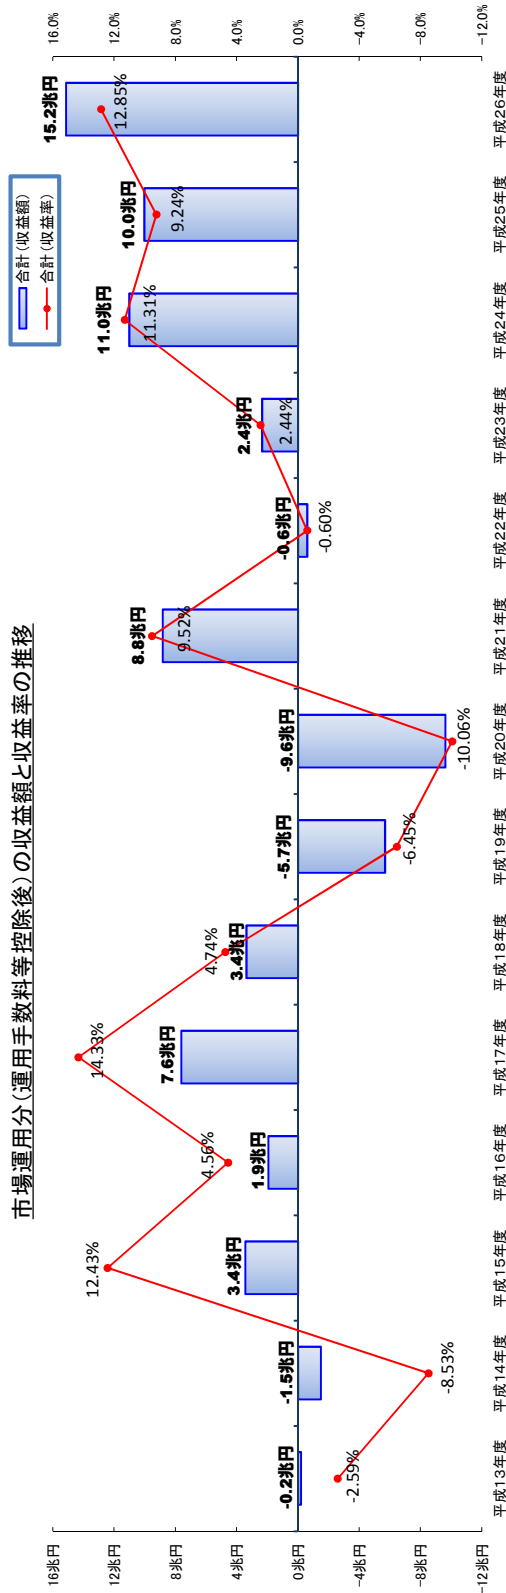 市場運用分（運用手数料等控除後）の収益額と収益率の推移
合計（収益額）
合計（収益率）
16兆円
12兆円
8兆円
4兆円
0兆円
−4兆円
−8兆円
−12兆円
16.0%
12.0%
8.0%
4.0%
0.0%
−4.0%
−8.0%
−12.0%
-0.2兆円
-1.5兆円
3.4兆円
1.9兆円
7.6兆円
3.4兆円
-5.7兆円
-9.6兆円
8.8兆円
-0.6兆円
2.4兆円
11.0兆円
10.0兆円
15.2兆円
-2.59%
-8.53%
12.43%
4.56%
14.33%
4.74%
-6.45%
-10.06%
9.52%
-0.60%
2.44%
11.31%
9.24%
12.85%
平成13年度
平成14年度
平成15年度
平成16年度
平成17年度
平成18年度
平成19年度
平成20年度
平成21年度
平成22年度
平成23年度
平成24年度
平成25年度
平成26年度